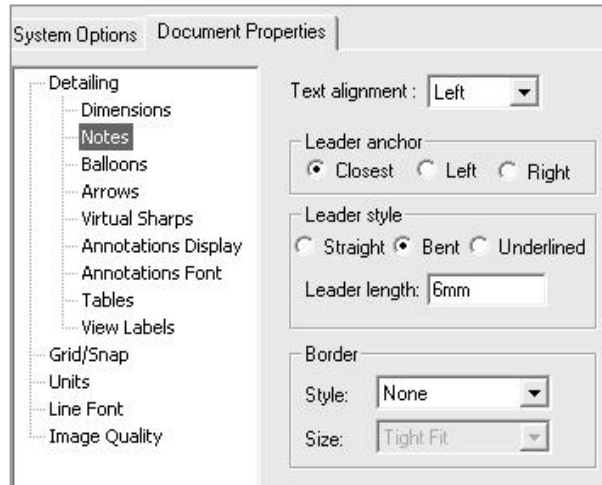 System Options Document Properties
Detailing
Dimensions
Notes
Balloons
Arrows
Virtual Sharps
Annotations Display
Annotations Font
Tables
View Labels
Grid/Snap
Units
Line Font
Image Quality
Text alignment : Left
Leader anchor
Closest Left Right
Leader style
Straight Bent Underlined
Leader length: 6mm
Border
Style: None
Size: Tight Fit